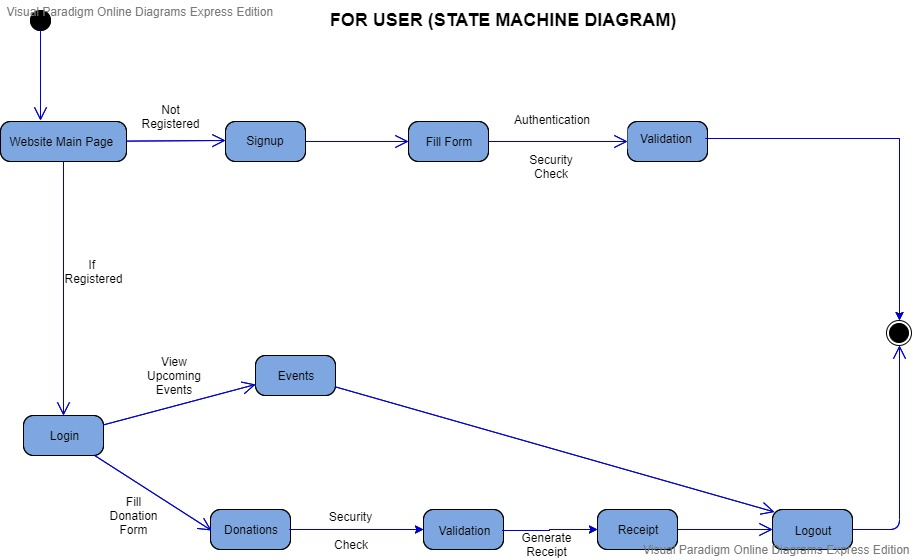 Visual Paradigm Online Diagrams Express Edition
FOR USER (STATE MACHINE DIAGRAM)
Website Main Page
Not
Registered
Signup
Fill Form
Authentication
Security
Check
Validation
If
Registered
View
Upcoming
Events
Events
Login
Fill
Donation
Form
Donations
Security
Check
Validation
Generate
Receipt
Receipt
Logout
Visual Paradigm Online Diagrams Express Edition